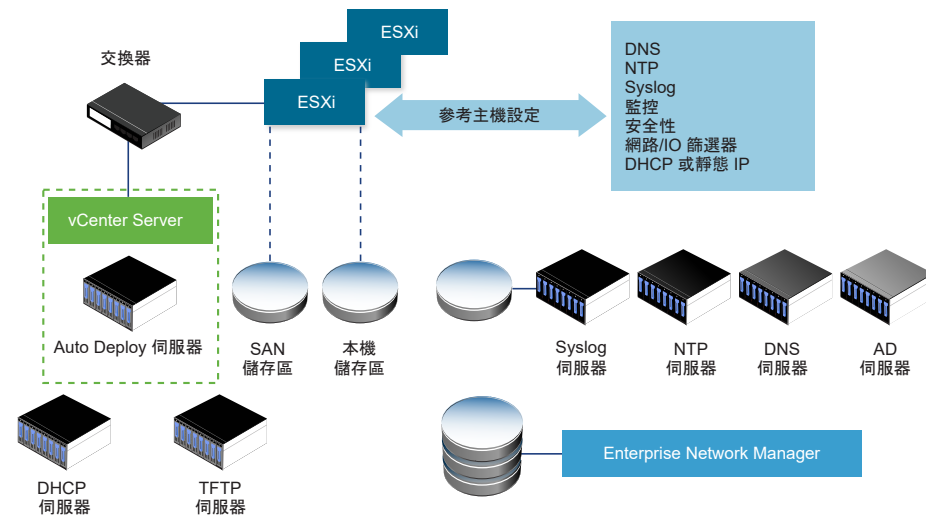 ESXi
ESXi
ESXi
交換器
參考主機設定
DNS
NTP
Syslog
監控
安全性
網路/IO 篩選器
DHCP 或靜態 IP
vCenter Server
Auto Deploy 伺服器
SAN
儲存區
本機
儲存區
Syslog
伺服器
NTP
伺服器
DNS
伺服器
AD
伺服器
DHCP
伺服器
TFTP
伺服器
Enterprise Network Manager